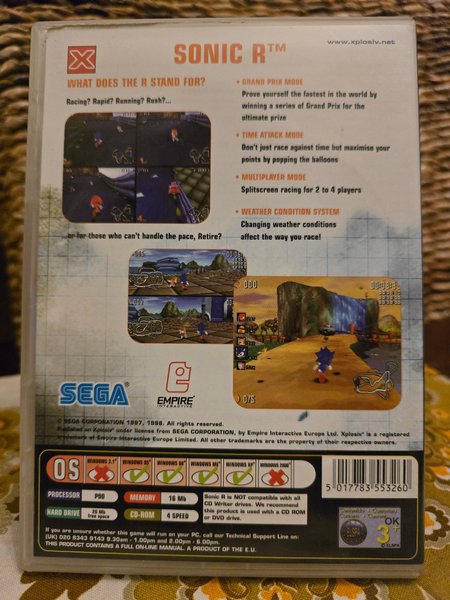 www.xplosiv.net
X
SONIC R™
WHAT DOES THE R STAND FOR?
Racing? Rapid? Running? Rush?...
or for those who can't handle the pace, Retire?
• GRAND PRIX MODE
Prove yourself the fastest in the world by
winning a series of Grand Prix for the
ultimate prize
• TIME ATTACK MODE
Don't just race against time but maximise your
points by popping the balloons
• MULTIPLAYER MODE
Splitscreen racing for 2 to 4 players
• WEATHER CONDITION SYSTEM
Changing weather conditions
affect the way you race!
000
0/5
SEGA
e
EMPIRE
INTERACTIVE
© SEGA CORPORATION 1997, 1998. All rights reserved.
Published on Xplosiv™ under license from SEGA CORPORATION, by Empire Interactive Europe Ltd. Xplosiv™ is a registered
trademark of Empire Interactive Europe Limited. All other trademarks are the property of their respective owners.
OS
WINDOWS 3.1®
WINDOWS 95®
WINDOWS 98®
WINDOWS ME®
WINDOWS XP®
WINDOWS 2000®
PROCESSOR
P90
MEMORY
16 Mb
HARD DRIVE
20 Mb
free space
CD-ROM
4 SPEED
Sonic R is NOT compatible with all
CD Writer drives. We recommend
this product is used with a CD ROM
or DVD drive.
If you are unsure whether this game will run on your PC, call our Technical Support Line on:
(UK) 020 8343 9143 9.30am - 1.00pm and 2.00pm - 6.00pm.
THIS PRODUCT CONTAINS A FULL ON-LINE MANUAL. A PRODUCT OF THE E.U.
5 017783 553260
OK
3+
©ELSPA